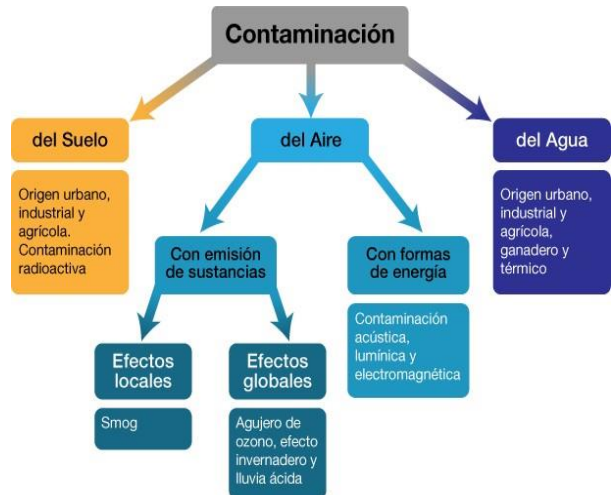 Contaminación
del Suelo
Origen urbano,
industrial y
agrícola.
Contaminación
radioactiva
del Aire
Con emisión
de sustancias
Efectos
locales
Smog
Efectos
globales
Agujero de
ozono, efecto
invernadero y
lluvia ácida
Con formas
de energía
Contaminación
acústica,
lumínica y
electromagnética
del Agua
Origen urbano,
industrial y
agrícola,
ganadero y
térmico